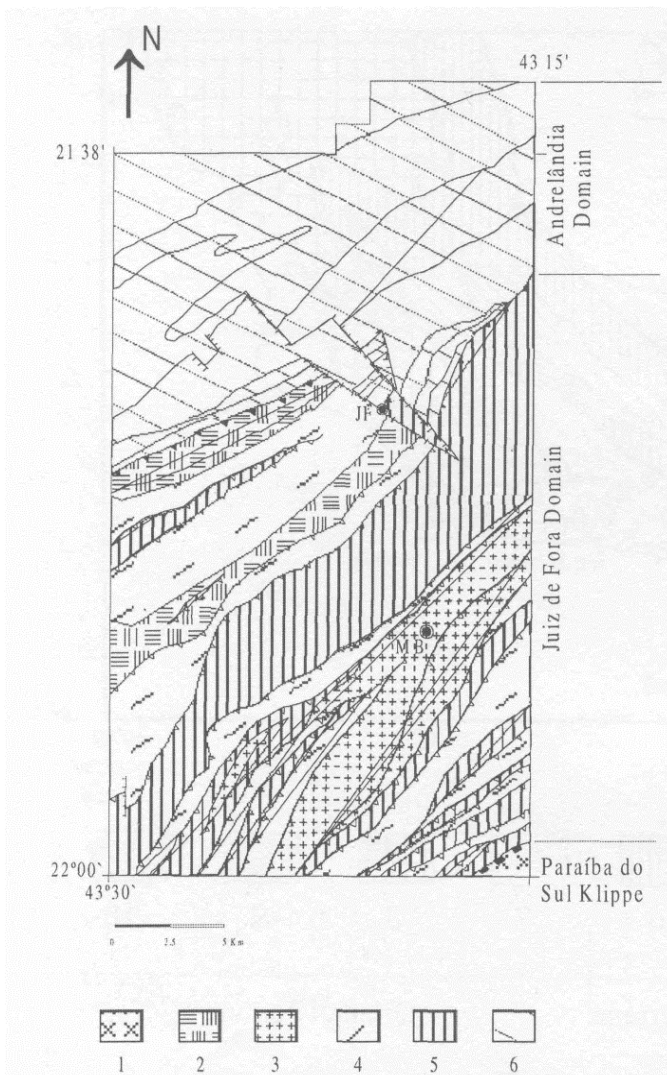 N
43 15'
21 38'
Andrelândia
Domain
JF
Juiz de Fora Domain
MB
22°00'
43°30'
Paraíba do
Sul Klippe
0 2.5 5 Km
1 2 3 4 5 6